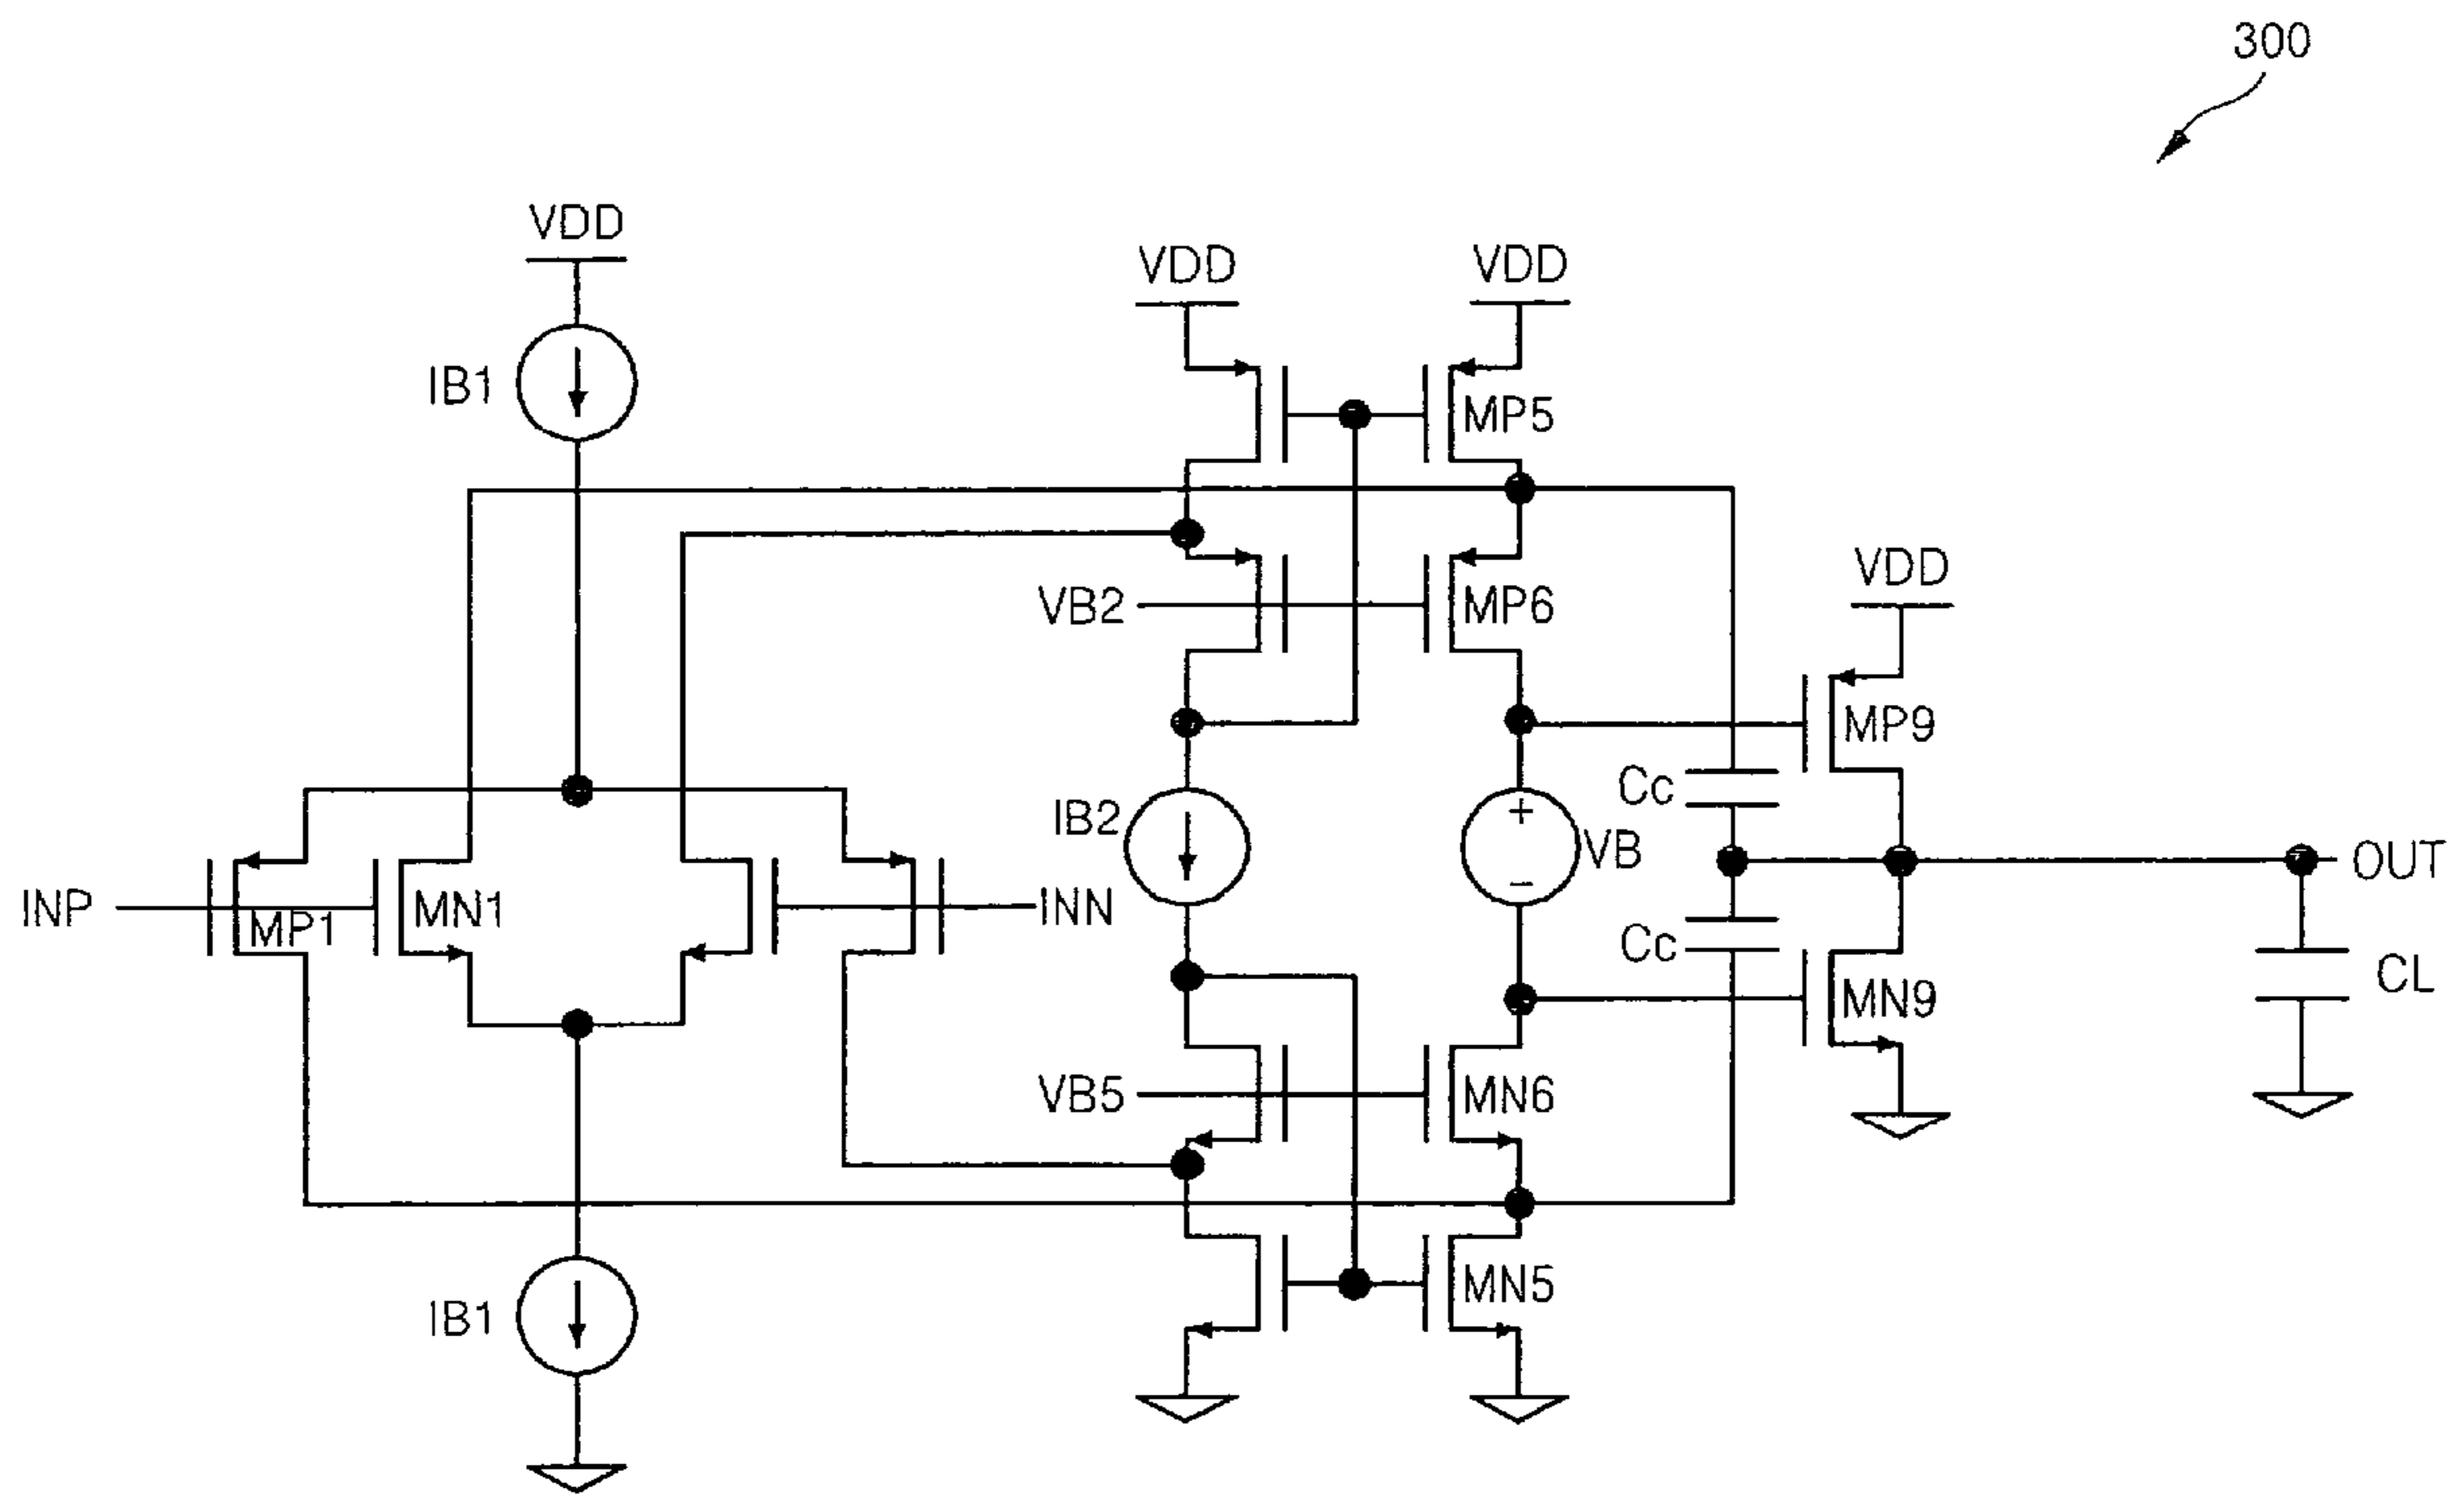 300
VDD
VDD
VDD
IB1
MP5
VDD
VB2
MP6
MP9
Cc
IB2
VB
OUT
INP
MP1
MN1
INN
Cc
CL
MN9
VB5
MN6
MN5
IB1